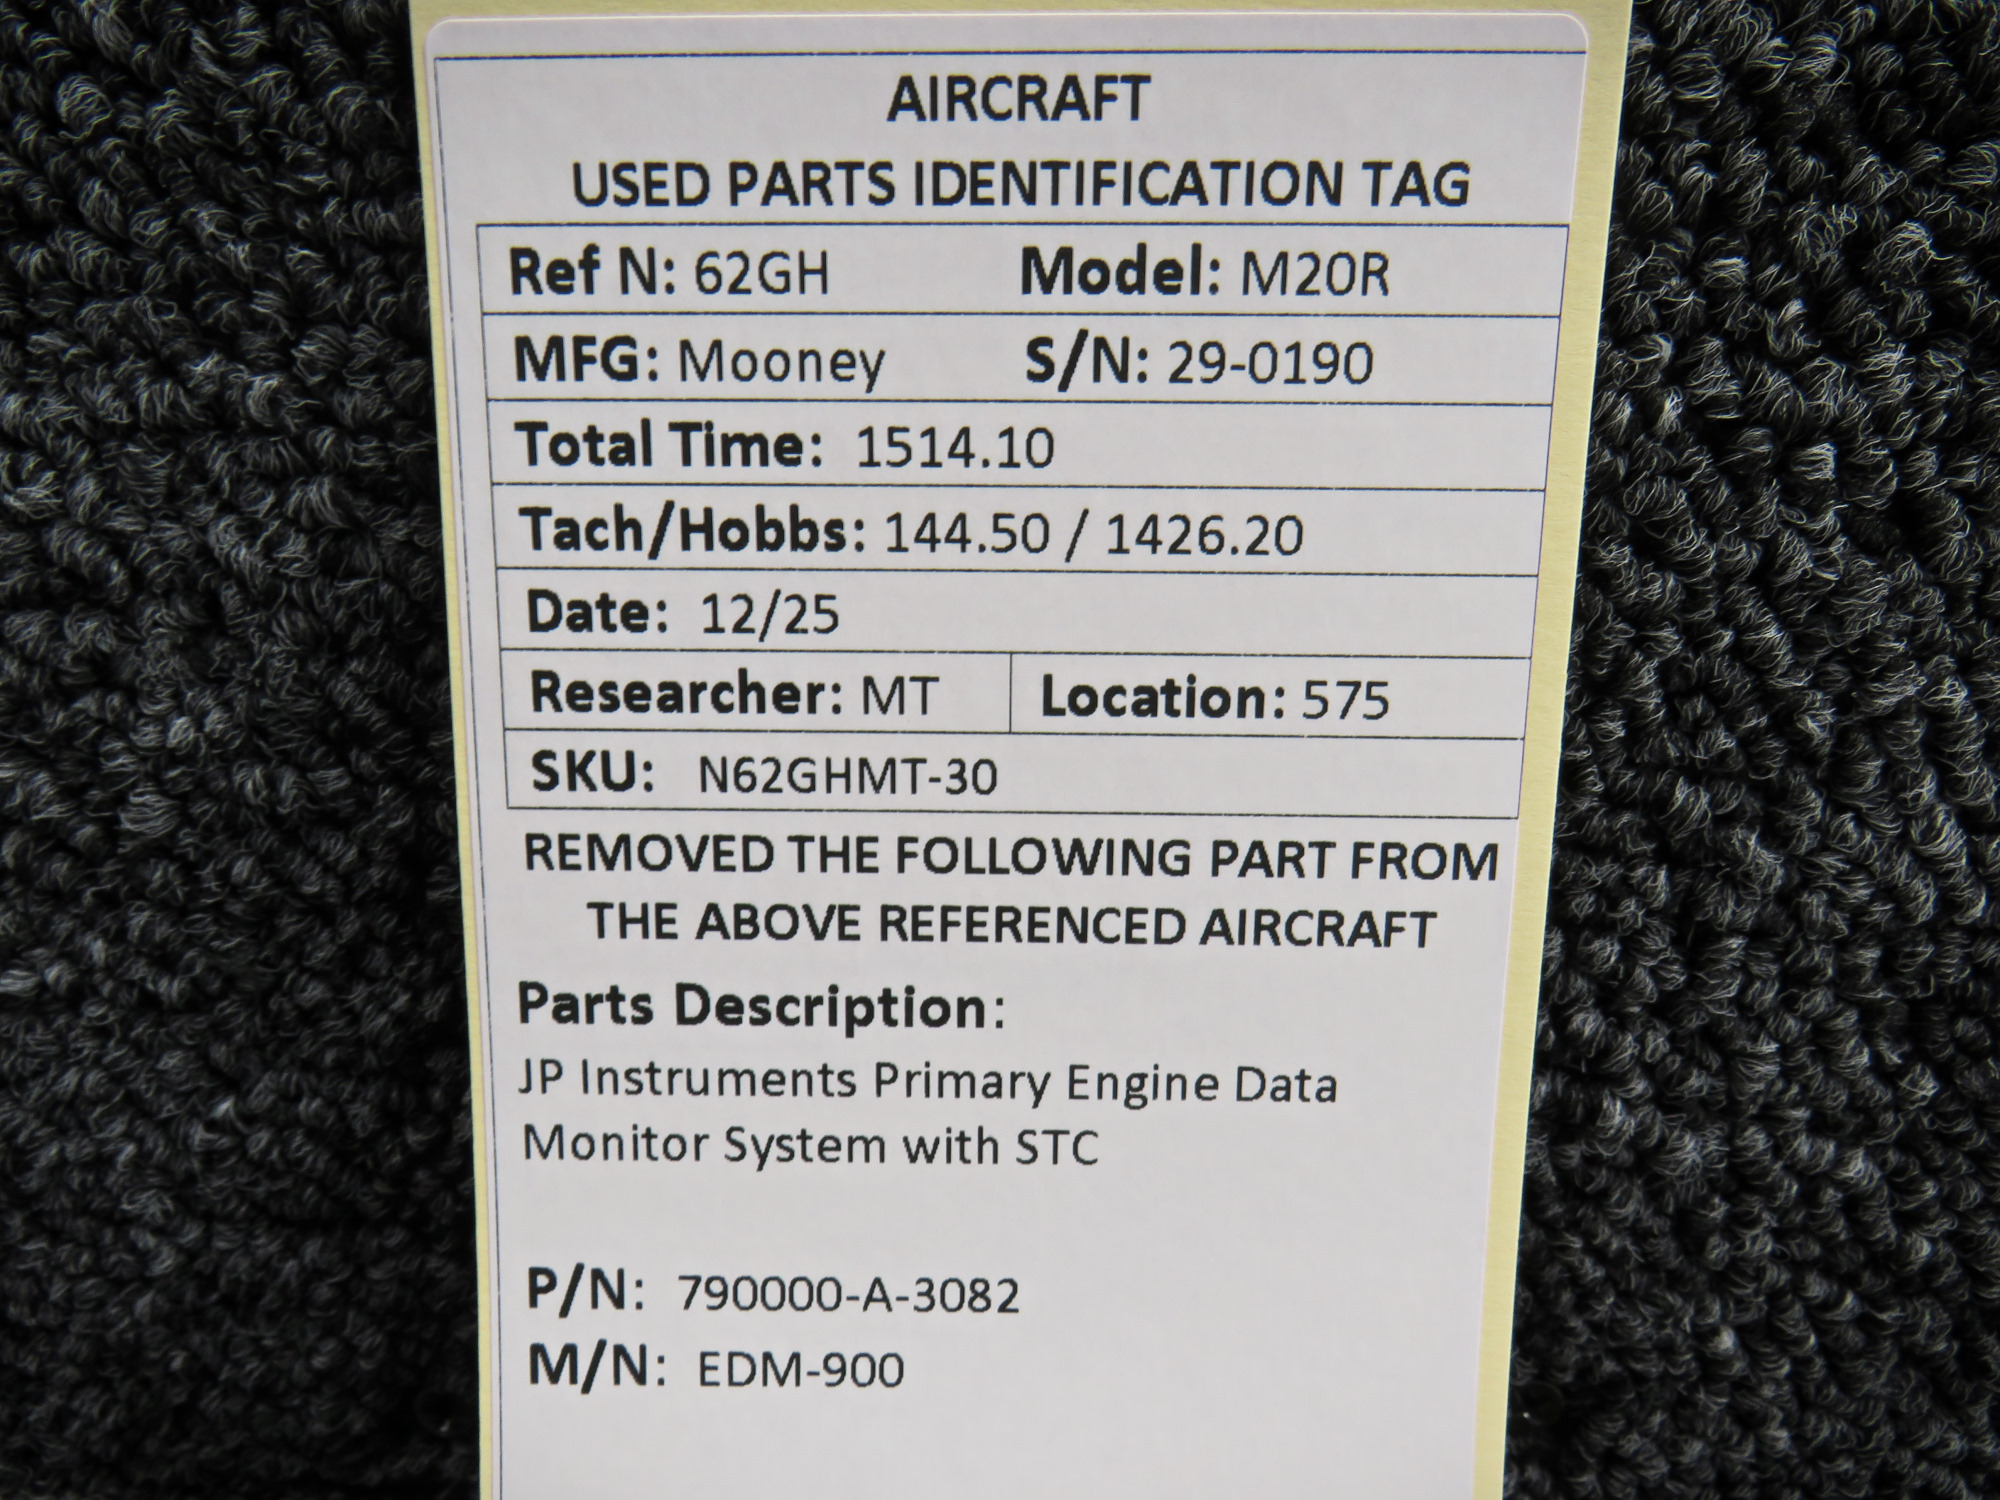 AIRCRAFT
USED PARTS IDENTIFICATION TAG
Ref N: 62GH Model: M20R
MFG: Mooney S/N: 29-0190
Total Time: 1514.10
Tach/Hobbs: 144.50 / 1426.20
Date: 12/25
Researcher: MT Location: 575
SKU: N62GHMT-30
REMOVED THE FOLLOWING PART FROM
THE ABOVE REFERENCED AIRCRAFT
Parts Description:
JP Instruments Primary Engine Data
Monitor System with STC
P/N: 790000-A-3082
M/N: EDM-900